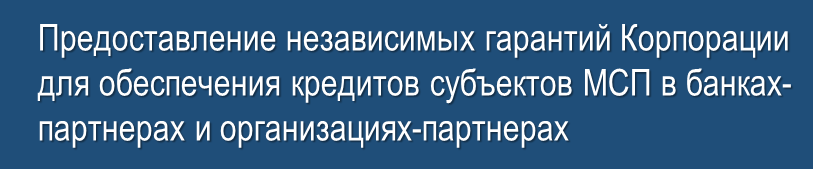 Предоставление независимых гарантий Корпорации
для обеспечения кредитов субъектов МСП в банках-
партнерах и организациях-партнерах